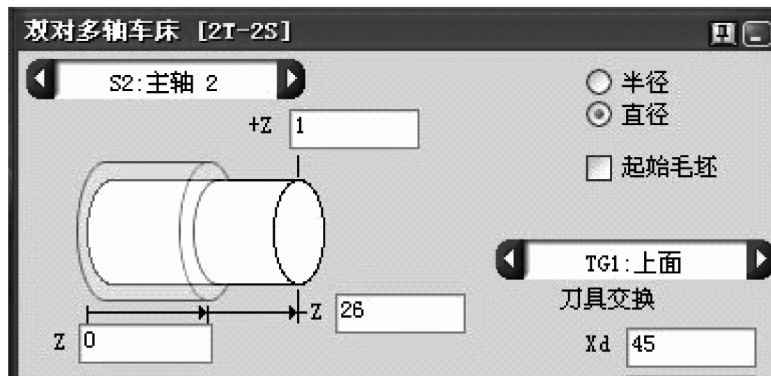 双对多轴车床 [2T-2S]
S2:主轴 2
半径
直径
+Z 1
起始毛坯
TG1:上面
刀具交换
Z 26
Z 0
Xd 45